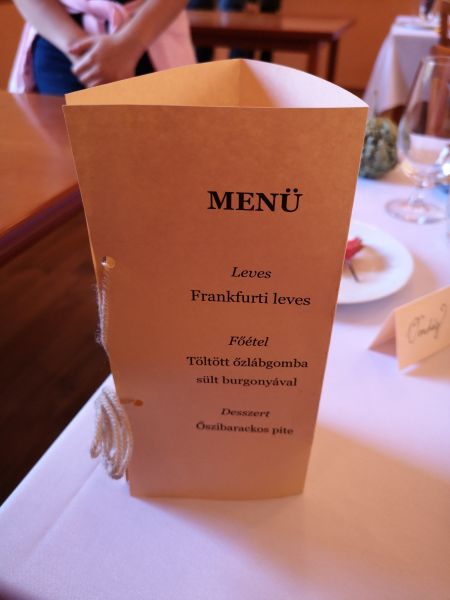 MENÜ
Leves
Frankfurti leves
Főétel
Töltött őzlábgomba
sült burgonyával
Desszert
Őszibarackos pite